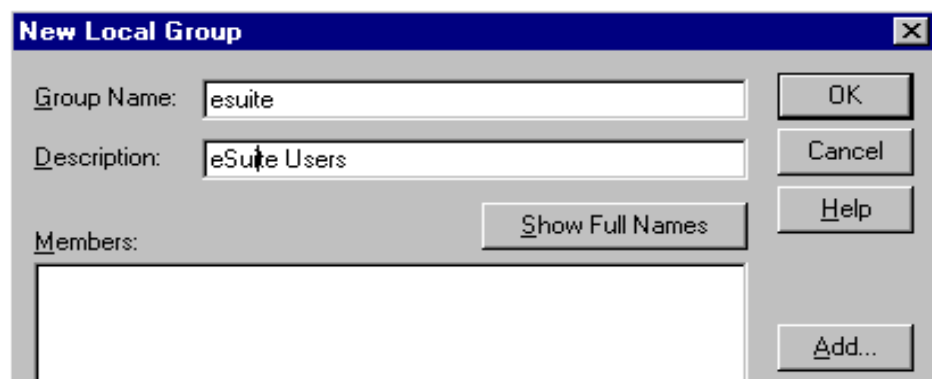 New Local Group
Group Name: esuite OK
Description: eSuite Users Cancel
Show Full Names Help
Members:
Add...